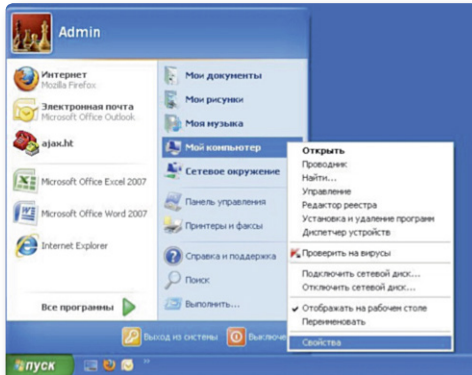 Admin
Интернет
Mozilla Firefox
Электронная почта
Microsoft Office Outlook
ajax.ht
Microsoft Office Excel 2007
Microsoft Office Word 2007
Internet Explorer
Все программы
Мои документы
Мои рисунки
Моя музыка
Мой компьютер
Сетевое окружение
Панель управления
Принтеры и факсы
Справка и поддержка
Поиск
Выполнить...
Открыть
Проводник
Найти...
Управление
Редактор реестра
Установка и удаление программ
Диспетчер устройств
Проверить на вирусы
Подключить сетевой диск...
Отключить сетевой диск...
Отображать на рабочем столе
Переименовать
Свойства
Выход из системы
Выключе
пуск